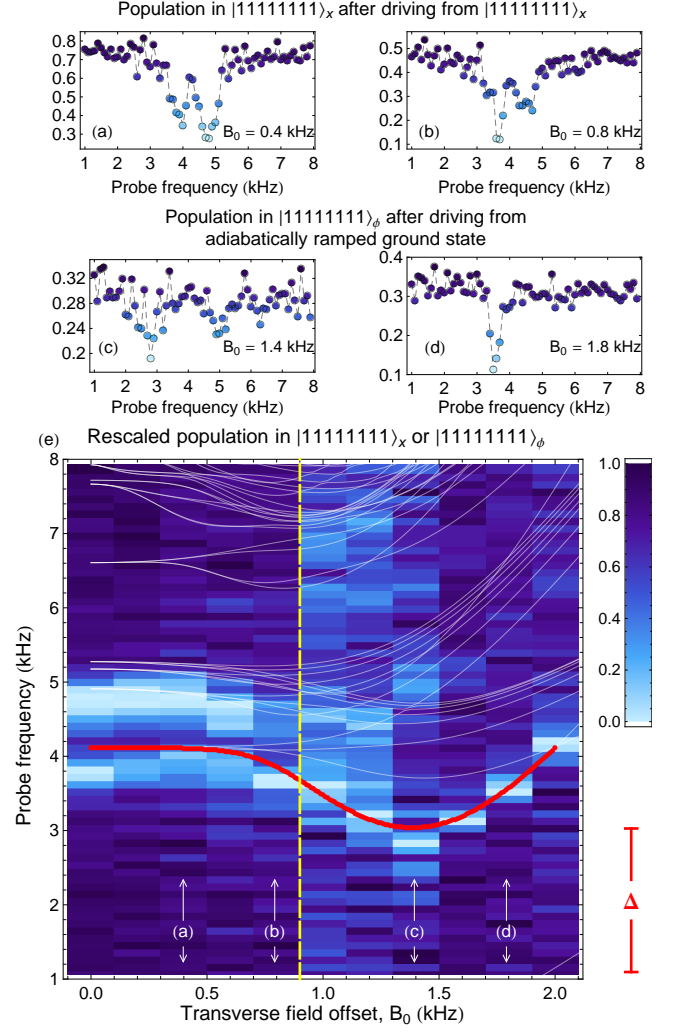 Population in |11111111⟩x after driving from |11111111⟩x
0.8
0.7
0.6
0.5
0.4
0.3
(a)
B0 = 0.4 kHz
1 2 3 4 5 6 7 8
Probe frequency (kHz)
0.5
0.4
0.3
0.2
0.1
(b)
B0 = 0.8 kHz
1 2 3 4 5 6 7 8
Probe frequency (kHz)
Population in |11111111⟩ϕ after driving from
adiabatically ramped ground state
0.32
0.28
0.24
0.2
(c)
B0 = 1.4 kHz
1 2 3 4 5 6 7 8
Probe frequency (kHz)
0.4
0.3
0.2
0.1
(d)
B0 = 1.8 kHz
1 2 3 4 5 6 7 8
Probe frequency (kHz)
(e) Rescaled population in |11111111⟩x or |11111111⟩ϕ
8
7
6
5
4
3
2
1
Probe frequency (kHz)
(a) (b) (c) (d)
0.0 0.5 1.0 1.5 2.0
Transverse field offset, B0 (kHz)
1.0
0.8
0.6
0.4
0.2
0.0
Δ